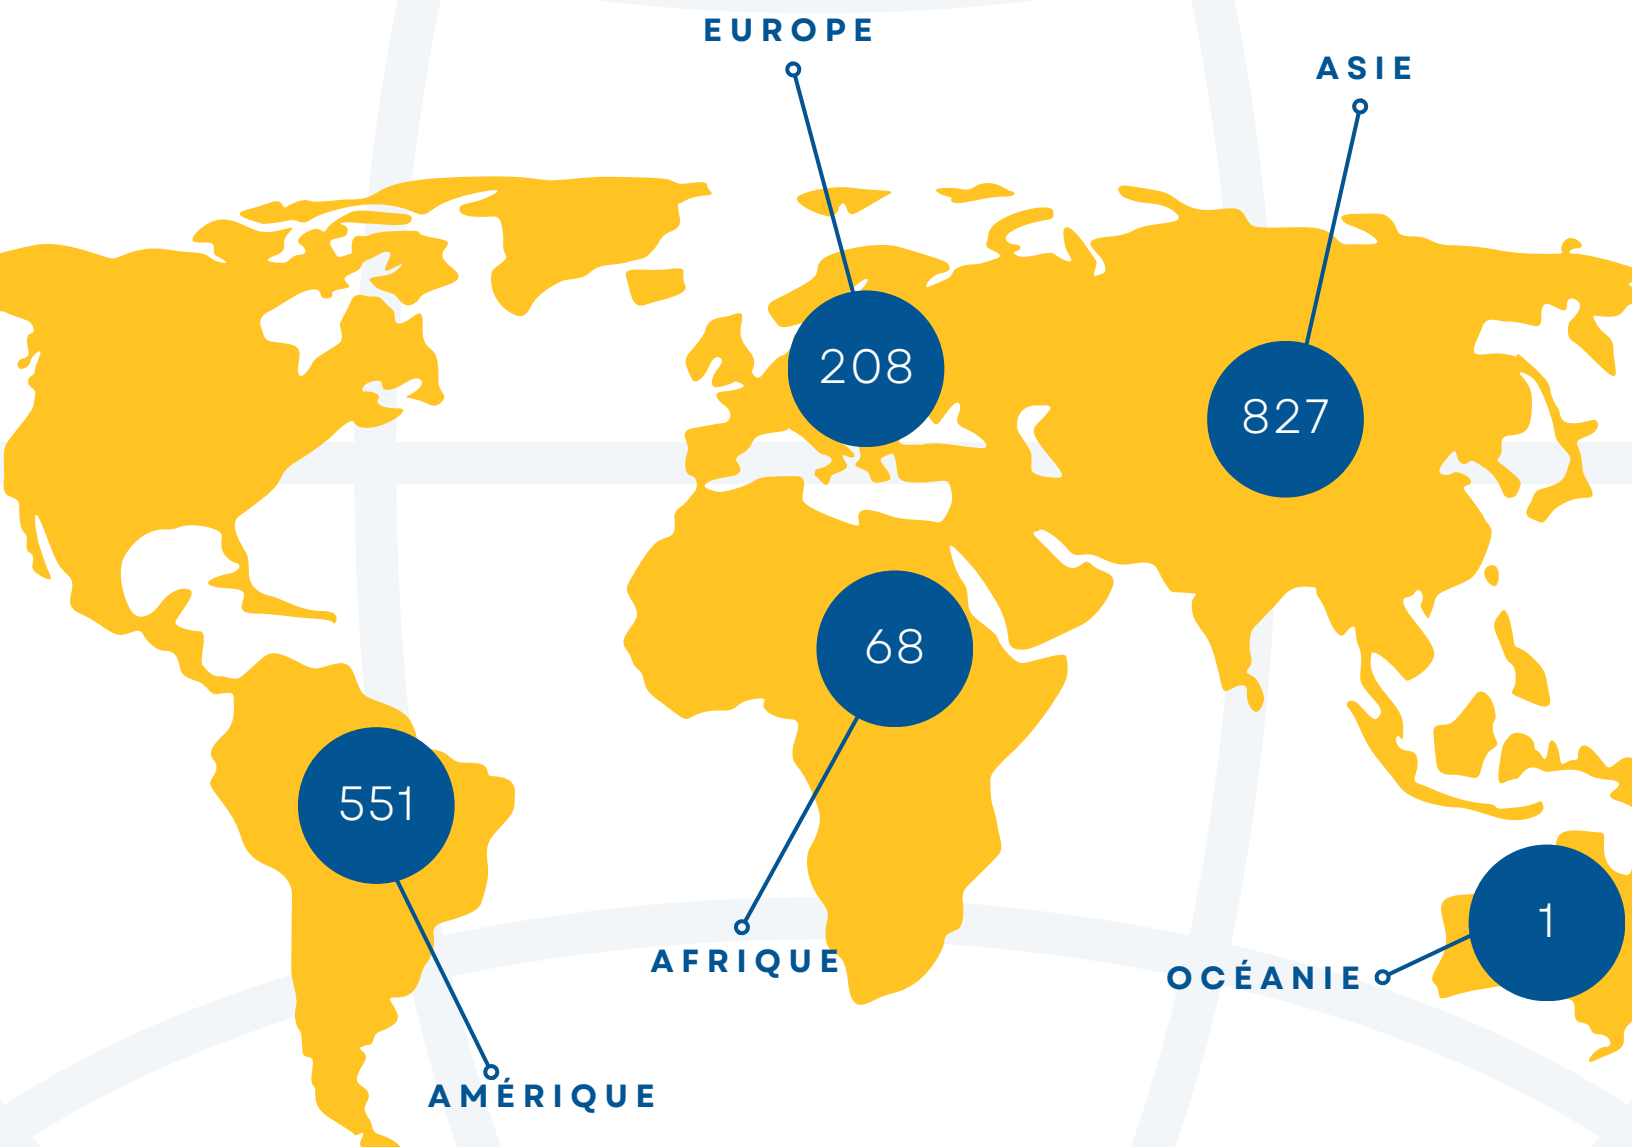 EUROPE
ASIE
208
827
68
551
1
AFRIQUE
OCÉANIE
AMÉRIQUE